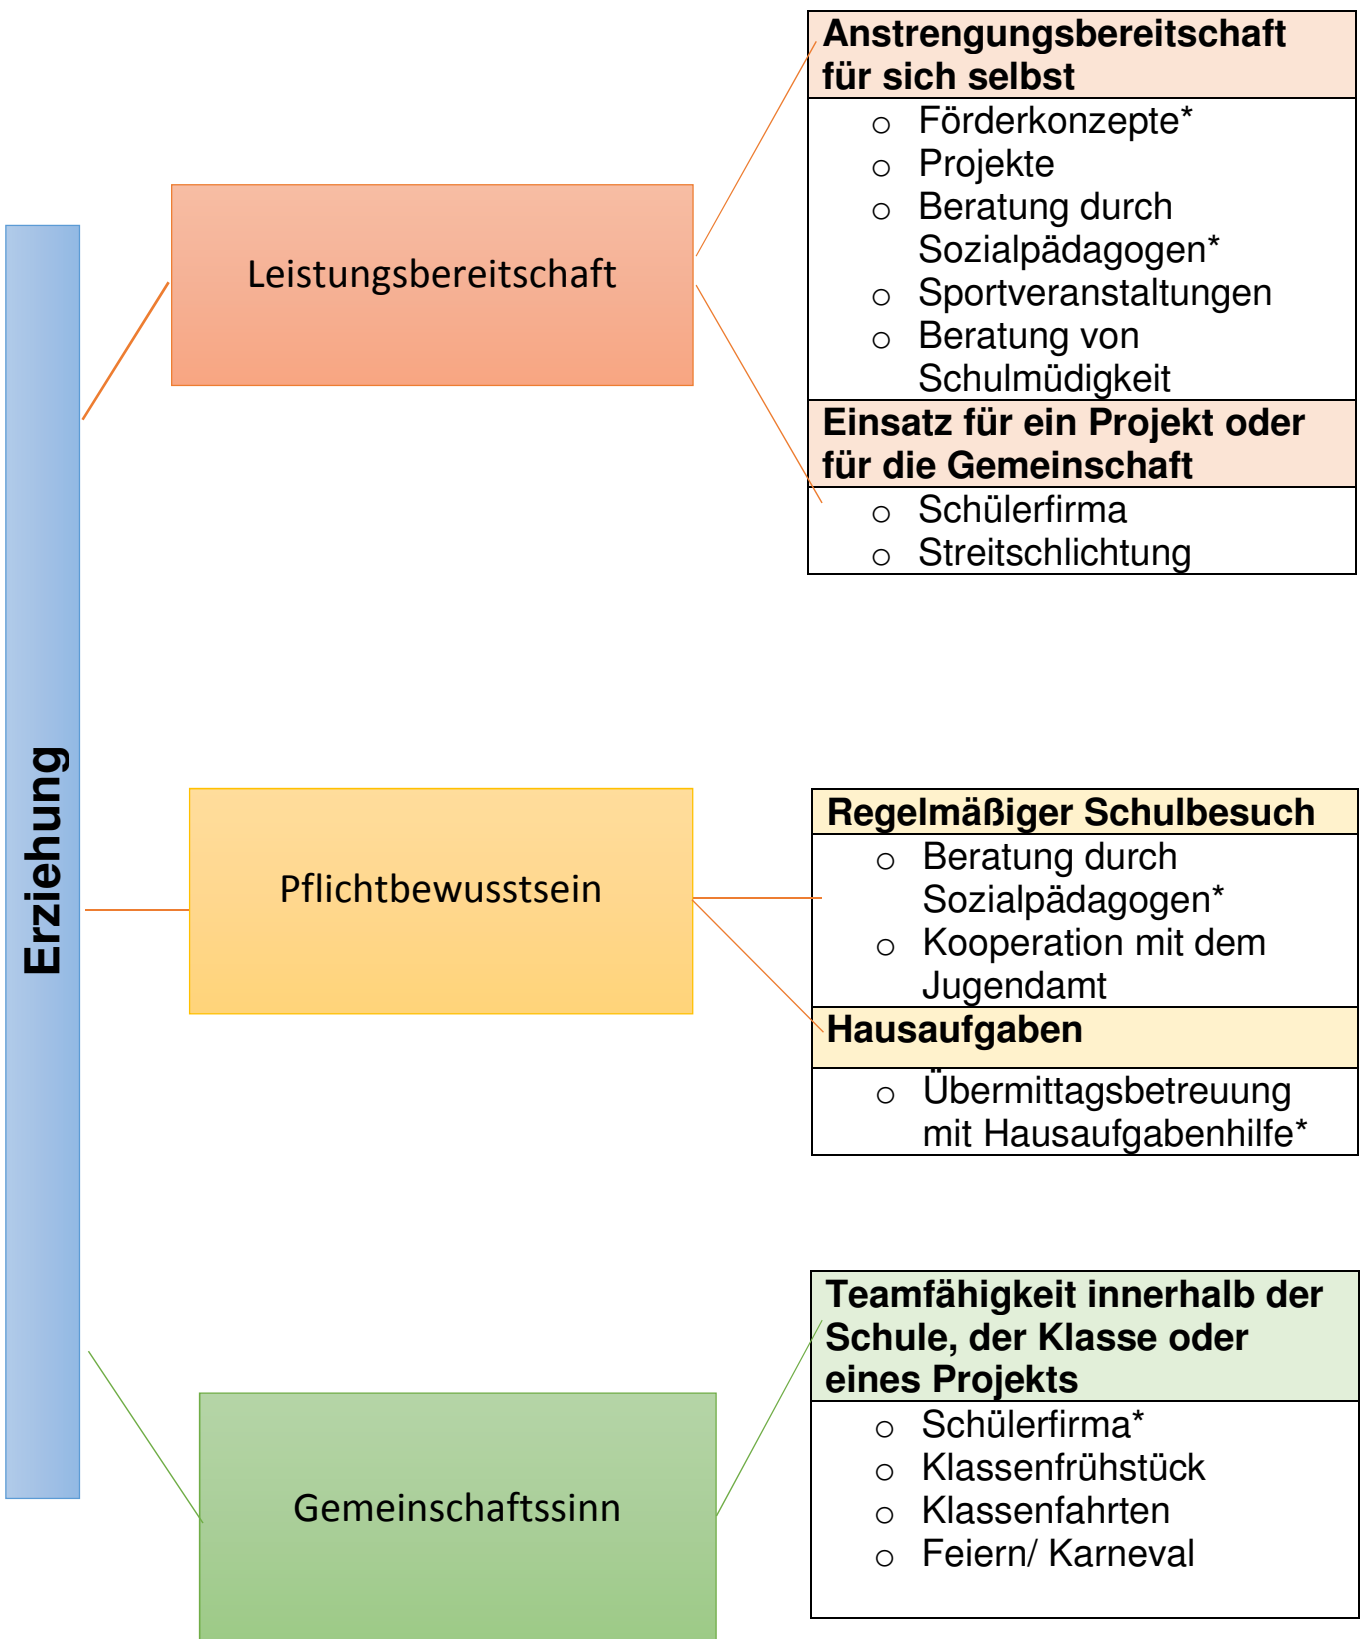 Erziehung
Leistungsbereitschaft
Anstrengungsbereitschaft
für sich selbst
o Förderkonzepte*
o Projekte
o Beratung durch
Sozialpädagogen*
o Sportveranstaltungen
o Beratung von
Schulmüdigkeit
Einsatz für ein Projekt oder
für die Gemeinschaft
o Schülerfirma
o Streitschlichtung
Pflichtbewusstsein
Regelmäßiger Schulbesuch
o Beratung durch
Sozialpädagogen*
o Kooperation mit dem
Jugendamt
Hausaufgaben
o Übermittagsbetreuung
mit Hausaufgabenhilfe*
Gemeinschaftssinn
Teamfähigkeit innerhalb der
Schule, der Klasse oder
eines Projekts
o Schülerfirma*
o Klassenfrühstück
o Klassenfahrten
o Feiern/ Karneval